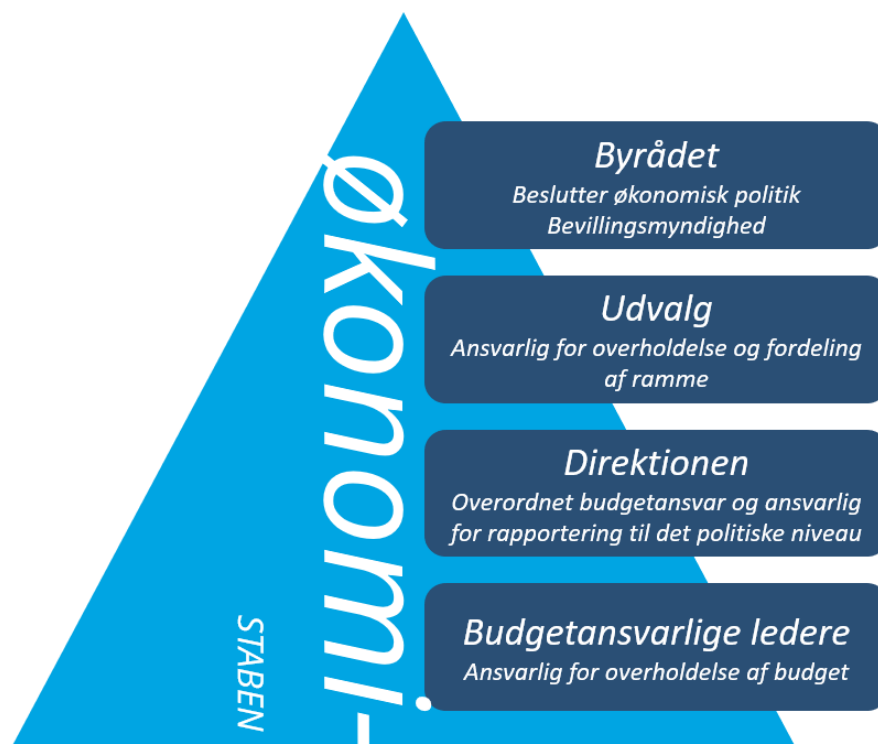 Byrådet
Beslutter økonomisk politik
Bevillingsmyndighed
Udvalg
Ansvarlig for overholdelse og fordeling
af ramme
Direktionen
Overordnet budgetansvar og ansvarlig
for rapportering til det politiske niveau
Budgetansvarlige ledere
Ansvarlig for overholdelse af budget
økonomi-
STABEN